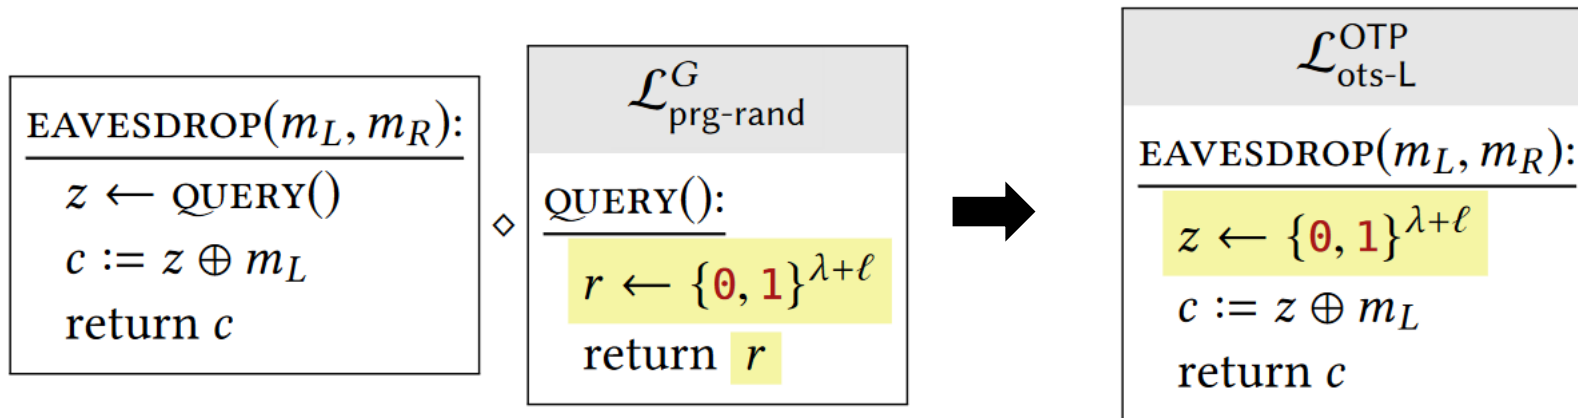 EAVESDROP(m_L, m_R):
z ← QUERY()
c := z ⊕ m_L
return c
⋄
𝓛^G_prg-rand
QUERY():
r ← {0, 1}^{λ+ℓ}
return r
𝓛^OTP_ots-L
EAVESDROP(m_L, m_R):
z ← {0, 1}^{λ+ℓ}
c := z ⊕ m_L
return c